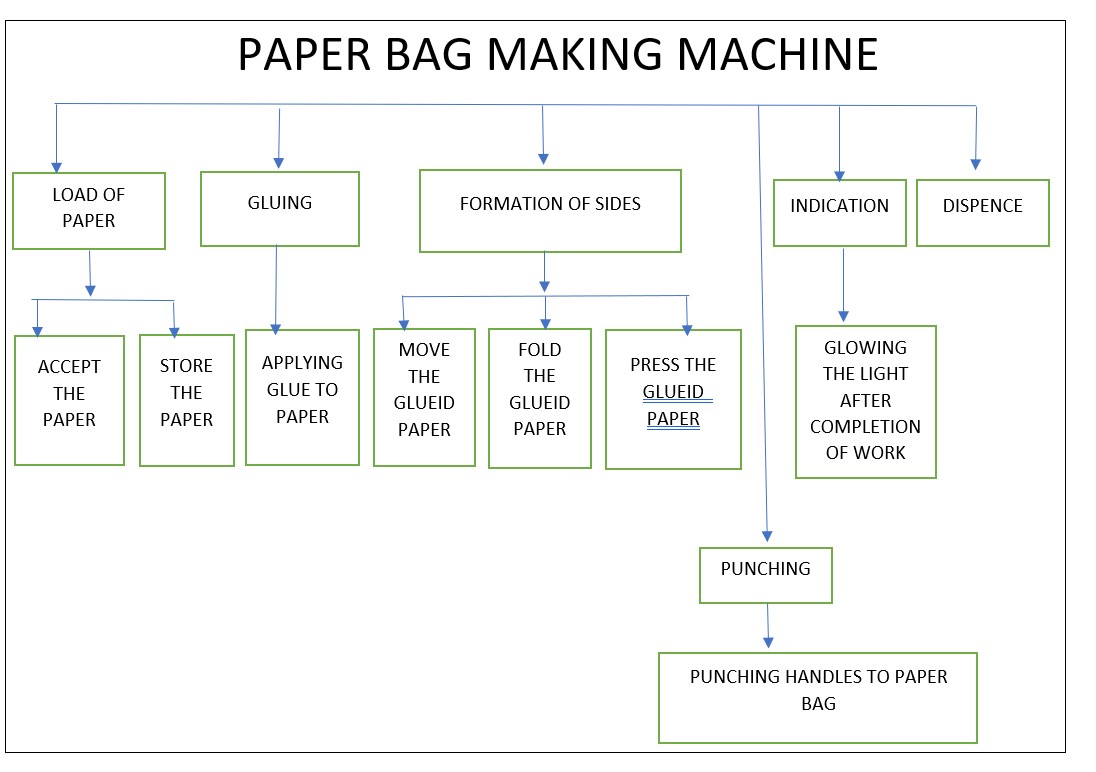 PAPER BAG MAKING MACHINE
LOAD OF
PAPER
GLUING
FORMATION OF SIDES
INDICATION
DISPENCE
ACCEPT
THE
PAPER
STORE
THE
PAPER
APPLYING
GLUE TO
PAPER
MOVE
THE
GLUEID
PAPER
FOLD
THE
GLUEID
PAPER
PRESS THE
GLUEID
PAPER
GLOWING
THE LIGHT
AFTER
COMPLETION
OF WORK
PUNCHING
PUNCHING HANDLES TO PAPER
BAG